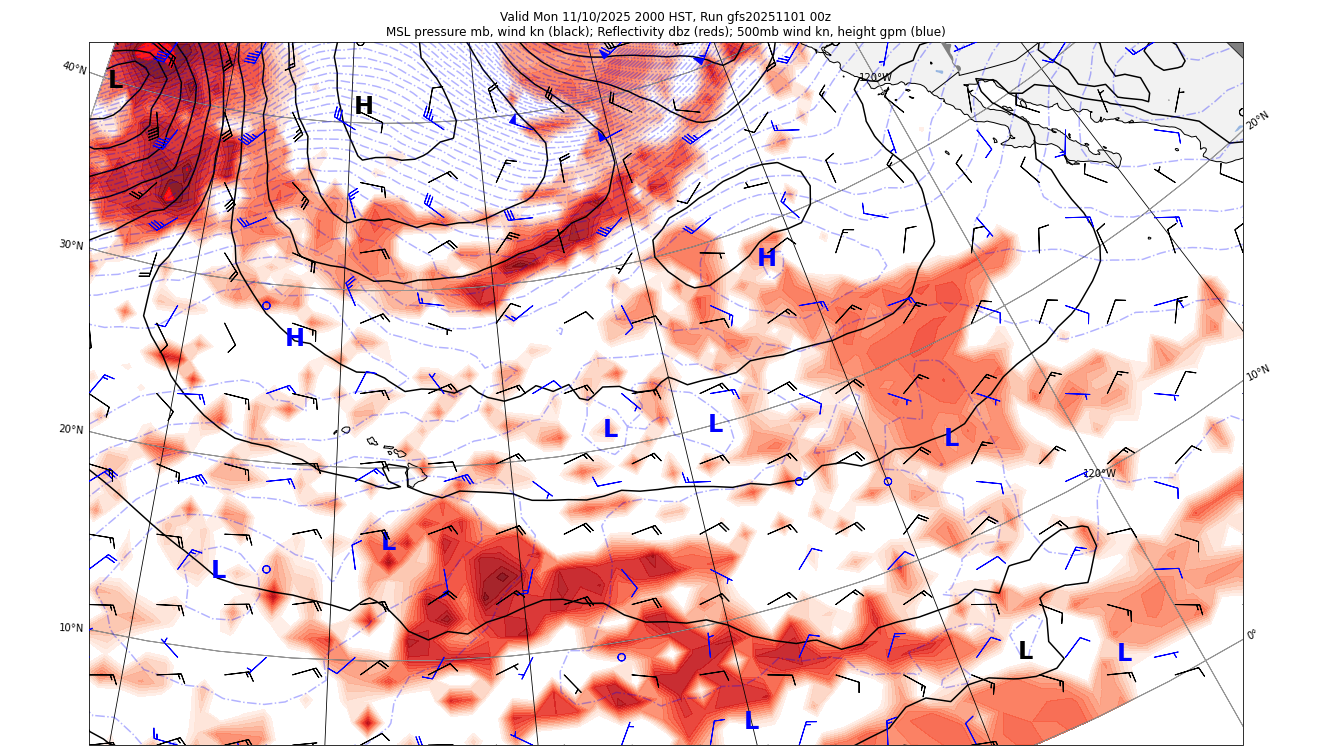 Valid Mon 11/10/2025 2000 HST, Run gfs20251101 00z
MSL pressure mb, wind kn (black); Reflectivity dbz (reds); 500mb wind kn, height gpm (blue)
40°N
L
H
120°W
20°N
30°N
H
H
10°N
20°N
L
L
L
120°W
L
L
10°N
0°
L
L
L